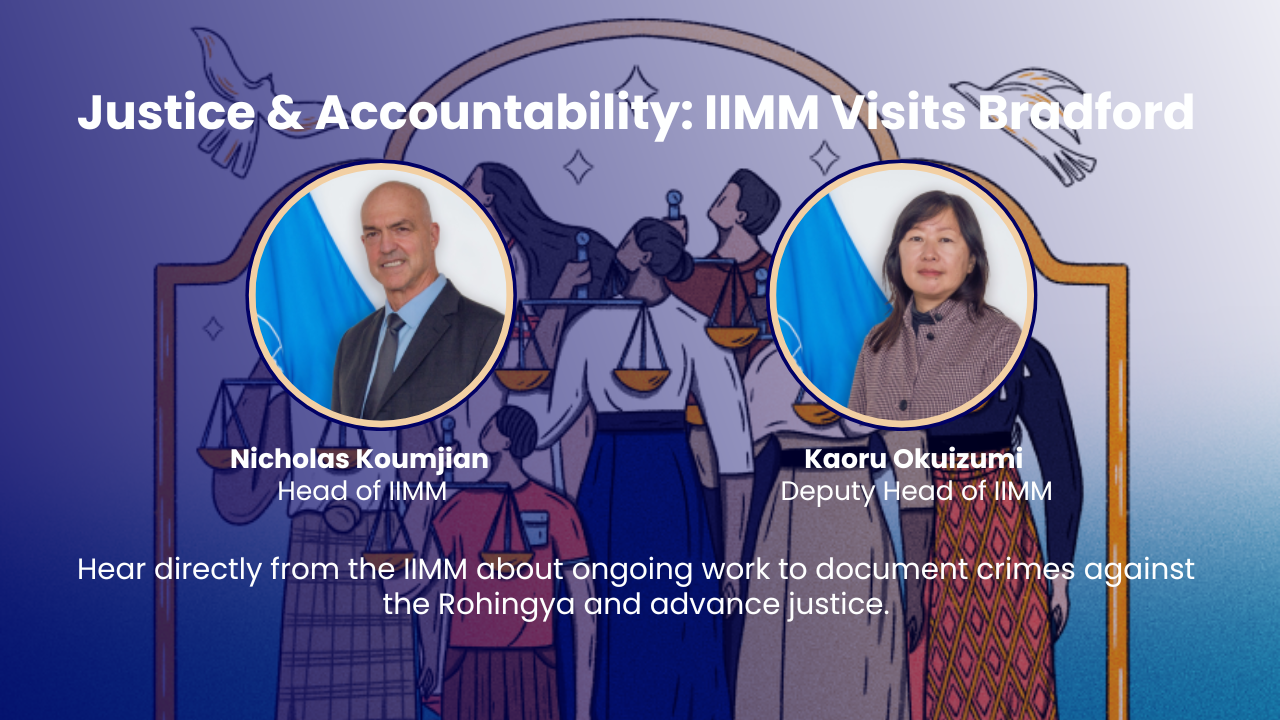 Justice & Accountability: IIMM Visits Bradford
Nicholas Koumjian
Head of IIMM
Kaoru Okuizumi
Deputy Head of IIMM
Hear directly from the IIMM about ongoing work to document crimes against
the Rohingya and advance justice.